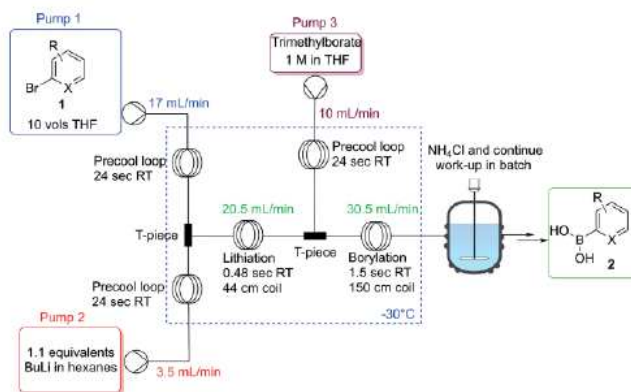 Pump 1
R
Br
X
1
10 vols THF
17 mL/min
Precool loop
24 sec RT
Pump 3
Trimethylborate
1 M in THF
10 mL/min
Precool loop
24 sec RT
T-piece
20.5 mL/min
Lithiation
0.48 sec RT
44 cm coil
T-piece
30.5 mL/min
Borylation
1.5 sec RT
150 cm coil
-30°C
Precool loop
24 sec RT
Pump 2
1.1 equivalents
BuLi in hexanes
3.5 mL/min
NH4Cl and continue
work-up in batch
R
HO
B
X
OH
2